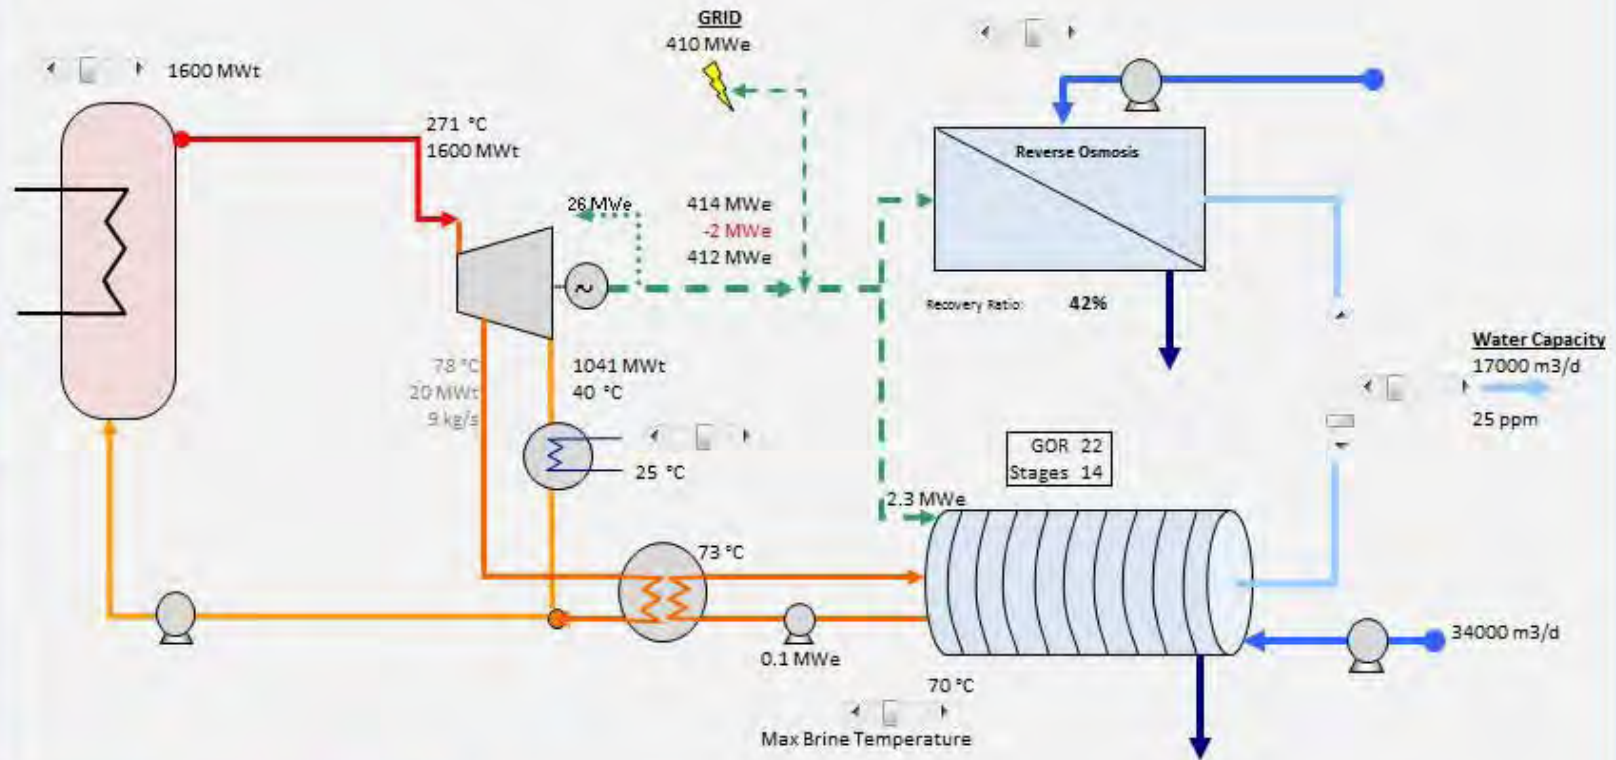 GRID
410 MWe
1600 MWt
271 °C
1600 MWt
Reverse Osmosis
26 MWe
414 MWe
-2 MWe
412 MWe
~
Recovery Ratio: 42%
78 °C
20 MWt
9 kg/s
1041 MWt
40 °C
Water Capacity
17000 m3/d
25 ppm
25 °C
GOR 22
Stages 14
2.3 MWe
73 °C
0.1 MWe
34000 m3/d
70 °C
Max Brine Temperature